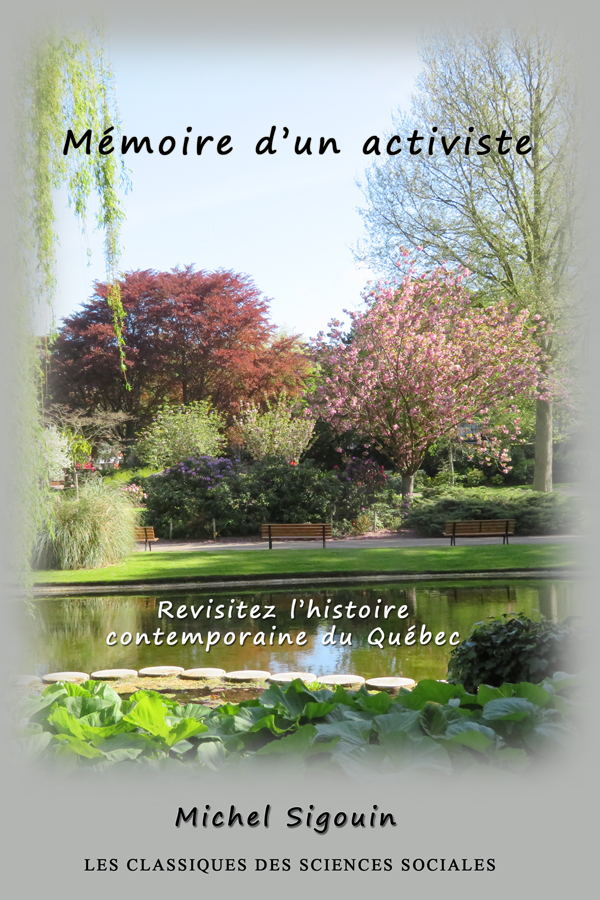 Mémoire d'un activiste
Revisitez l'histoire
contemporaine du Québec
Michel Sigouin
LES CLASSIQUES DES SCIENCES SOCIALES